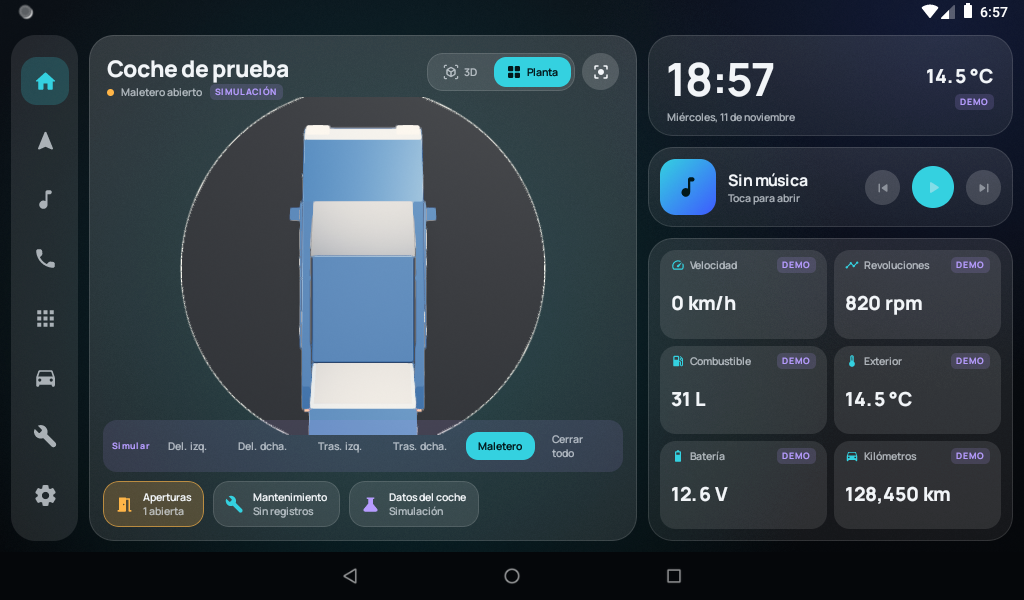 6:57
Coche de prueba
Maletero abierto SIMULACIÓN
3D
Planta
18:57
14.5 °C
DEMO
Miércoles, 11 de noviembre
Sin música
Toca para abrir
Velocidad DEMO
0 km/h
Revoluciones DEMO
820 rpm
Combustible DEMO
31 L
Exterior DEMO
14.5 °C
Batería DEMO
12.6 V
Kilómetros DEMO
128,450 km
Simular
Del. izq.
Del. dcha.
Tras. izq.
Tras. dcha.
Maletero
Cerrar
todo
Aperturas
1 abierta
Mantenimiento
Sin registros
Datos del coche
Simulación